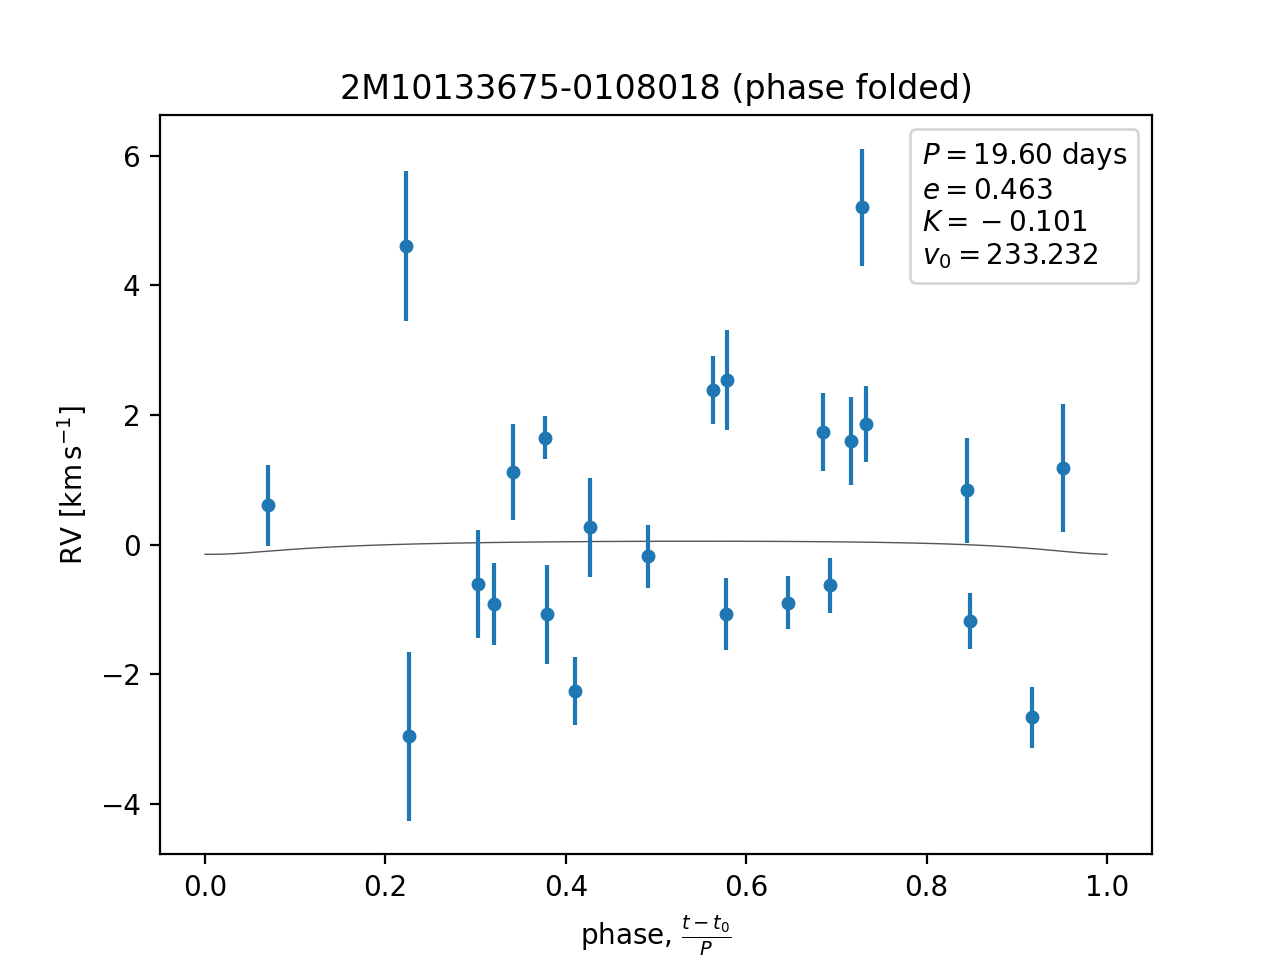 2M10133675-0108018 (phase folded)
P = 19.60 days
e = 0.463
K = −0.101
v₀ = 233.232
6
4
2
0
−2
−4
RV [km s⁻¹]
0.0 0.2 0.4 0.6 0.8 1.0
phase, (t − t₀)/P